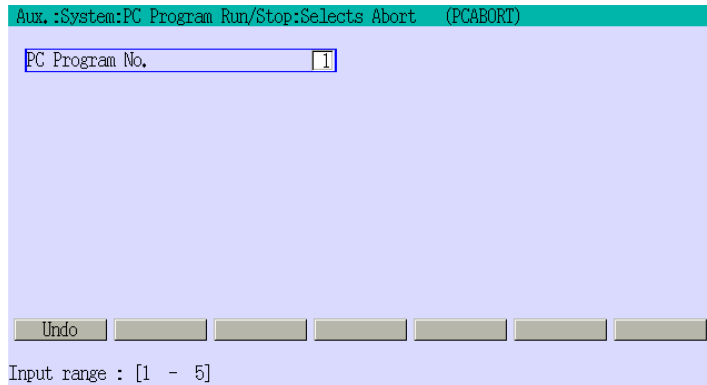 Aux.:System:PC Program Run/Stop:Selects Abort (PCABORT)
PC Program No. 1
Undo
Input range : [1 - 5]